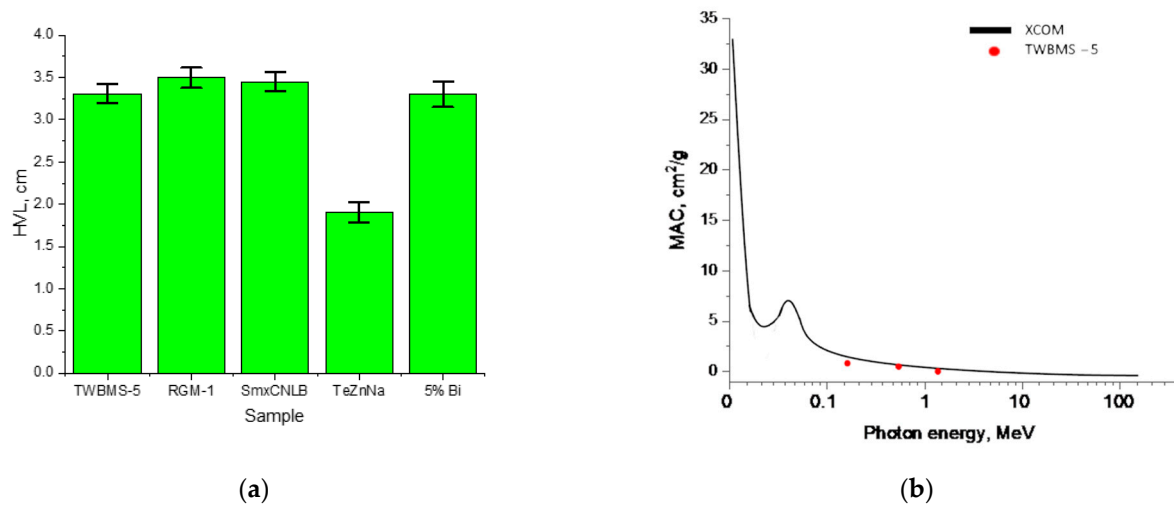 4.0
3.5
3.0
2.5
2.0
1.5
1.0
0.5
0.0
HVL, cm
TWBMS-5 RGM-1 SmxCNLB TeZnNa 5% Bi
Sample
(a)
35
30
25
20
15
10
5
0
MAC, cm²/g
XCOM
TWBMS – 5
0 0.1 1 10 100
Photon energy, MeV
(b)